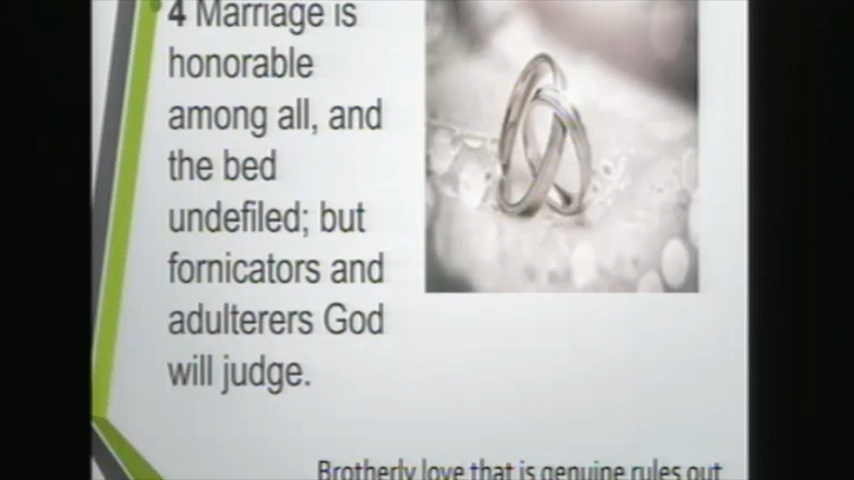 4 Marriage is
honorable
among all, and
the bed
undefiled; but
fornicators and
adulterers God
will judge.
Brotherly love that is genuine rules out